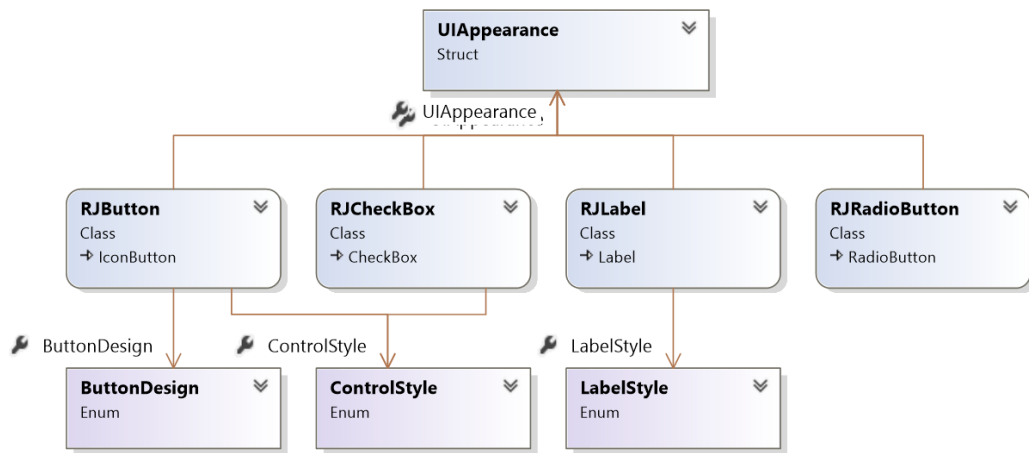 UIAppearance
Struct
UIAppearance
RJButton
Class
IconButton
RJCheckBox
Class
CheckBox
RJLabel
Class
Label
RJRadioButton
Class
RadioButton
ButtonDesign
ControlStyle
LabelStyle
ButtonDesign
Enum
ControlStyle
Enum
LabelStyle
Enum